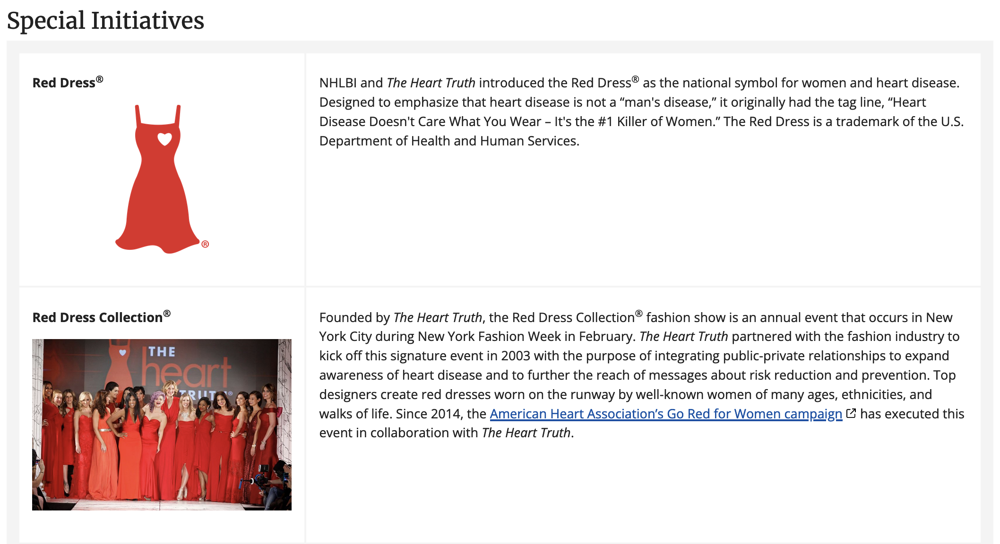 Special Initiatives
Red Dress®
NHLBI and The Heart Truth introduced the Red Dress® as the national symbol for women and heart disease.
Designed to emphasize that heart disease is not a “man's disease,” it originally had the tag line, “Heart
Disease Doesn't Care What You Wear – It's the #1 Killer of Women.” The Red Dress is a trademark of the U.S.
Department of Health and Human Services.
®
Red Dress Collection®
THE
heart
TRUTH®
Founded by The Heart Truth, the Red Dress Collection® fashion show is an annual event that occurs in New
York City during New York Fashion Week in February. The Heart Truth partnered with the fashion industry to
kick off this signature event in 2003 with the purpose of integrating public-private relationships to expand
awareness of heart disease and to further the reach of messages about risk reduction and prevention. Top
designers create red dresses worn on the runway by well-known women of many ages, ethnicities, and
walks of life. Since 2014, the American Heart Association’s Go Red for Women campaign has executed this
event in collaboration with The Heart Truth.